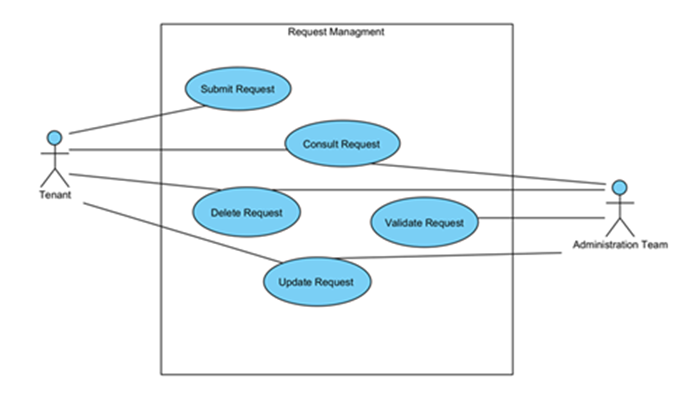 Request Managment
Submit Request
Consult Request
Tenant
Delete Request
Validate Request
Administration Team
Update Request